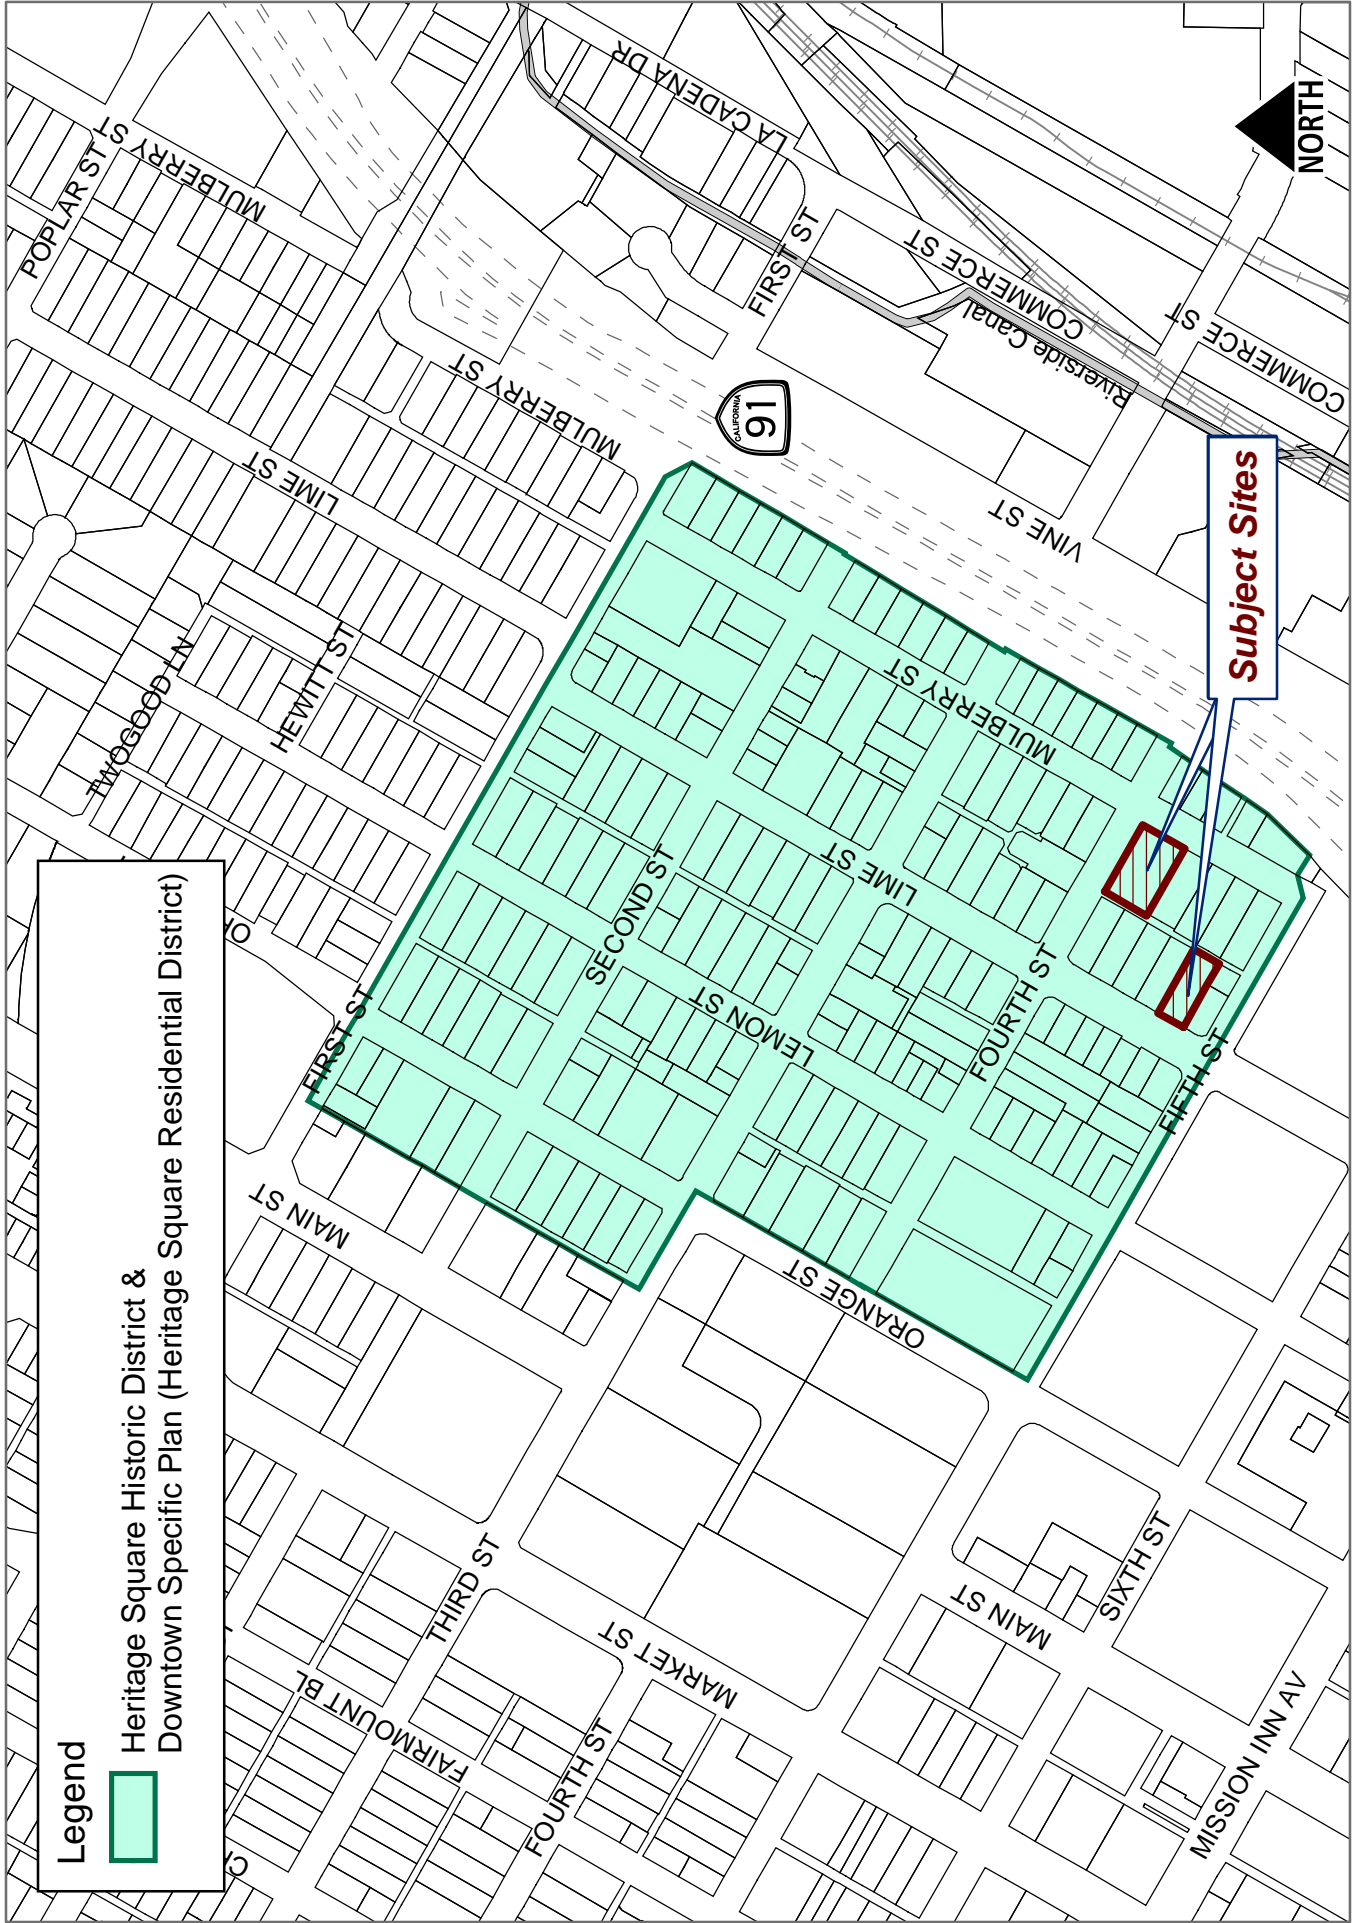 Legend
Heritage Square Historic District &
Downtown Specific Plan (Heritage Square Residential District)
POPLAR ST
MULBERRY ST
LA CADENA DR
NORTH
FIRST ST
COMMERCE ST
Riverside Canal
COMMERCE ST
MULBERRY ST
CALIFORNIA
91
LIME ST
VINE ST
Subject Sites
TWOGOOD LN
HEWITT ST
MULBERRY ST
LIME ST
SECOND ST
OR
FIRST ST
LEMON ST
FOURTH ST
FIFTH ST
MAIN ST
ORANGE ST
THIRD ST
MARKET ST
MAIN ST
SIXTH ST
FAIRMOUNT BL
FOURTH ST
MISSION INN AV